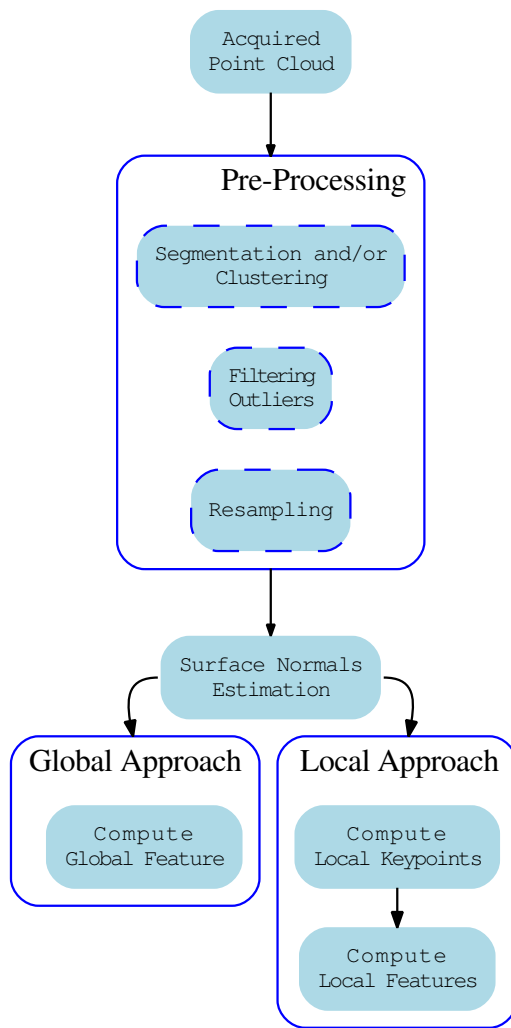 Acquired
Point Cloud
Pre-Processing
Segmentation and/or
Clustering
Filtering
Outliers
Resampling
Surface Normals
Estimation
Global Approach
Compute
Global Feature
Local Approach
Compute
Local Keypoints
Compute
Local Features